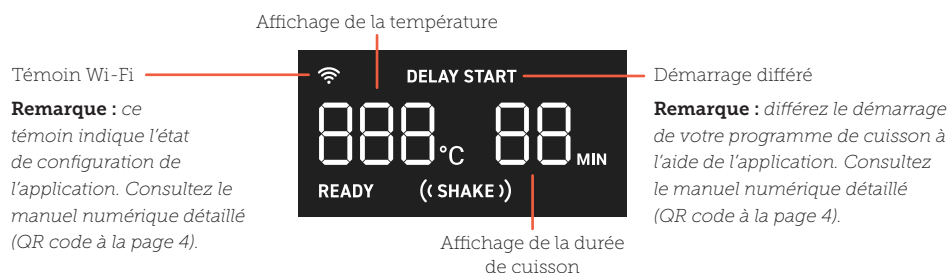 Affichage de la température
Témoin Wi-Fi
Remarque : ce
témoin indique l'état
de configuration de
l'application. Consultez le
manuel numérique détaillé
(QR code à la page 4).
DELAY START
888 °C 88 MIN
READY ((SHAKE))
Affichage de la durée
de cuisson
Démarrage différé
Remarque : différez le démarrage
de votre programme de cuisson à
l'aide de l'application. Consultez
le manuel numérique détaillé
(QR code à la page 4).